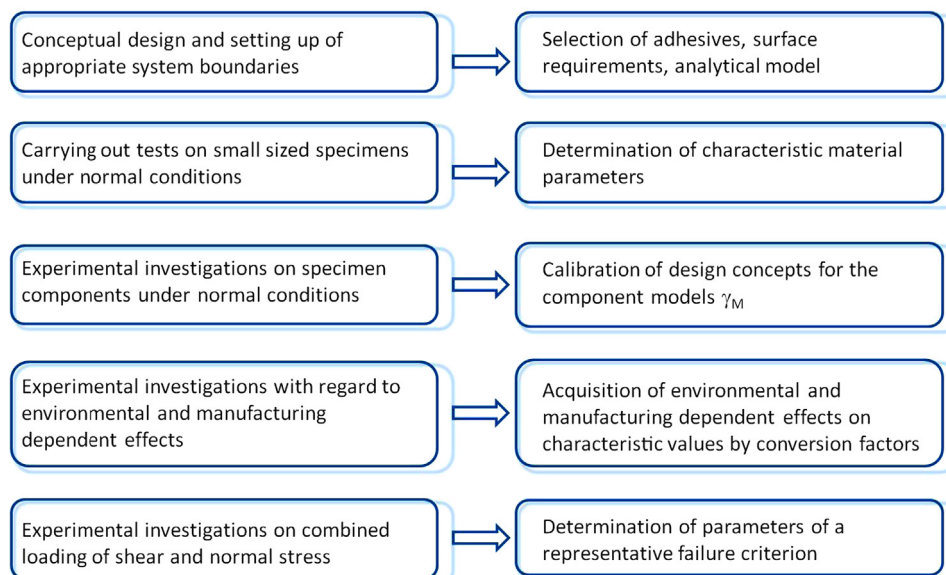 Conceptual design and setting up of
appropriate system boundaries
Selection of adhesives, surface
requirements, analytical model
Carrying out tests on small sized specimens
under normal conditions
Determination of characteristic material
parameters
Experimental investigations on specimen
components under normal conditions
Calibration of design concepts for the
component models γM
Experimental investigations with regard to
environmental and manufacturing
dependent effects
Acquisition of environmental and
manufacturing dependent effects on
characteristic values by conversion factors
Experimental investigations on combined
loading of shear and normal stress
Determination of parameters of a
representative failure criterion